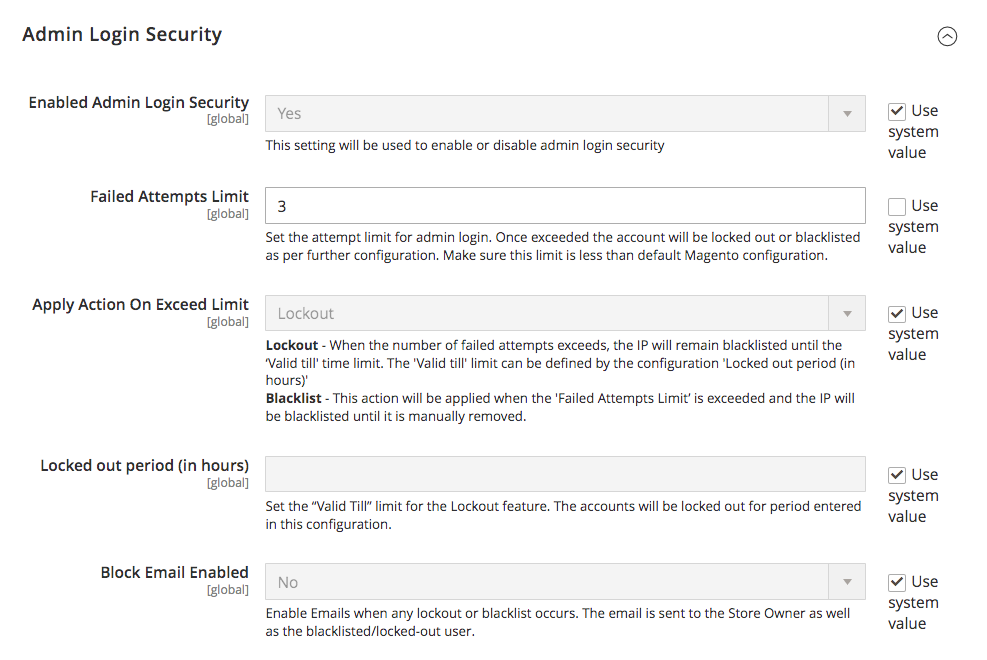 Admin Login Security
Enabled Admin Login Security
[global]
Yes
This setting will be used to enable or disable admin login security
Use
system
value
Failed Attempts Limit
[global]
3
Set the attempt limit for admin login. Once exceeded the account will be locked out or blacklisted
as per further configuration. Make sure this limit is less than default Magento configuration.
Use
system
value
Apply Action On Exceed Limit
[global]
Lockout
Lockout - When the number of failed attempts exceeds, the IP will remain blacklisted until the
‘Valid till' time limit. The 'Valid till' limit can be defined by the configuration 'Locked out period (in
hours)'
Blacklist - This action will be applied when the 'Failed Attempts Limit’ is exceeded and the IP will
be blacklisted until it is manually removed.
Use
system
value
Locked out period (in hours)
[global]
Set the “Valid Till” limit for the Lockout feature. The accounts will be locked out for period entered
in this configuration.
Use
system
value
Block Email Enabled
[global]
No
Enable Emails when any lockout or blacklist occurs. The email is sent to the Store Owner as well
as the blacklisted/locked-out user.
Use
system
value